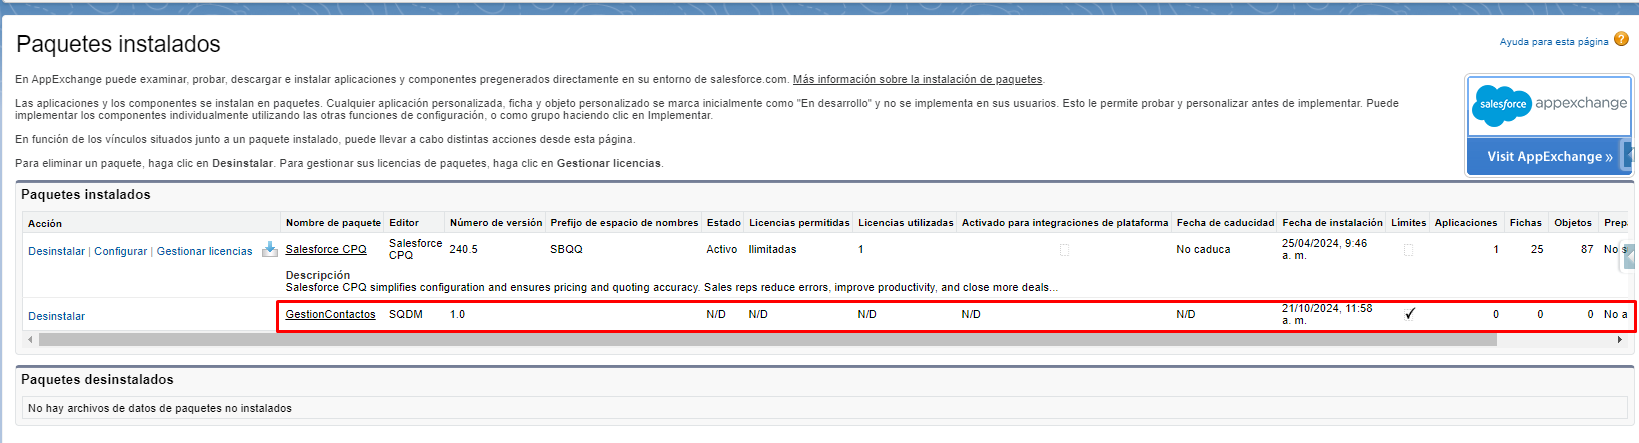 Paquetes instalados
Ayuda para esta página
En AppExchange puede examinar, probar, descargar e instalar aplicaciones y componentes pregenerados directamente en su entorno de salesforce.com. Más información sobre la instalación de paquetes.
Las aplicaciones y los componentes se instalan en paquetes. Cualquier aplicación personalizada, ficha y objeto personalizado se marca inicialmente como "En desarrollo" y no se implementa en sus usuarios. Esto le permite probar y personalizar antes de implementar. Puede
implementar los componentes individualmente utilizando las otras funciones de configuración, o como grupo haciendo clic en Implementar.
En función de los vínculos situados junto a un paquete instalado, puede llevar a cabo distintas acciones desde esta página.
Para eliminar un paquete, haga clic en Desinstalar. Para gestionar sus licencias de paquetes, haga clic en Gestionar licencias.
salesforce appexchange
Visit AppExchange »
Paquetes instalados
Acción Nombre de paquete Editor Número de versión Prefijo de espacio de nombres Estado Licencias permitidas Licencias utilizadas Activado para integraciones de plataforma Fecha de caducidad Fecha de instalación Límites Aplicaciones Fichas Objetos Prepa
Desinstalar | Configurar | Gestionar licencias Salesforce CPQ Salesforce CPQ 240.5 SBQQ Activo Ilimitadas 1 No caduca 25/04/2024, 9:46 a. m. 1 25 87 No s
Descripción
Salesforce CPQ simplifies configuration and ensures pricing and quoting accuracy. Sales reps reduce errors, improve productivity, and close more deals...
Desinstalar GestionContactos SQDM 1.0 N/D N/D N/D N/D N/D 21/10/2024, 11:58 a. m. ✓ 0 0 0 No a
Paquetes desinstalados
No hay archivos de datos de paquetes no instalados